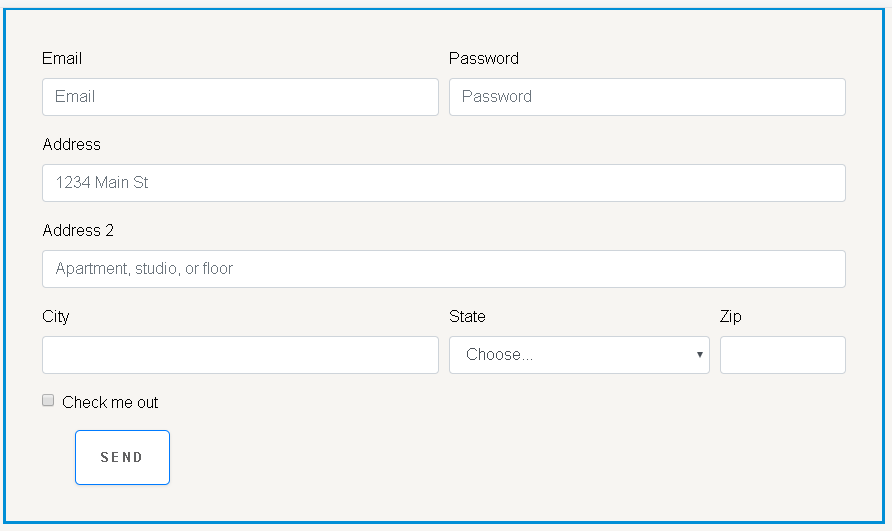 Email Password
Email Password
Address
1234 Main St
Address 2
Apartment, studio, or floor
City State Zip
Choose...
Check me out
SEND